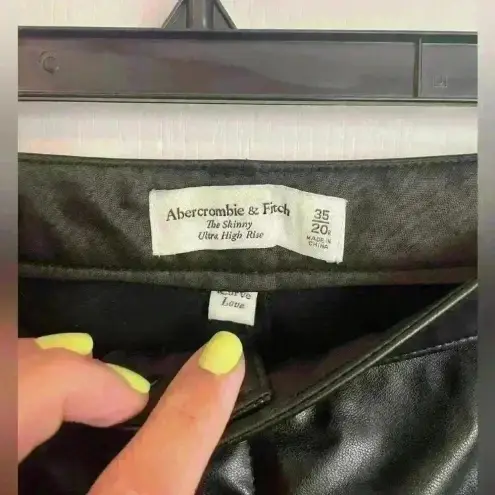 Abercrombie & Fitch
The Skinny
Ultra High Rise
35
20
MADE IN
CHINA
Curve
Love